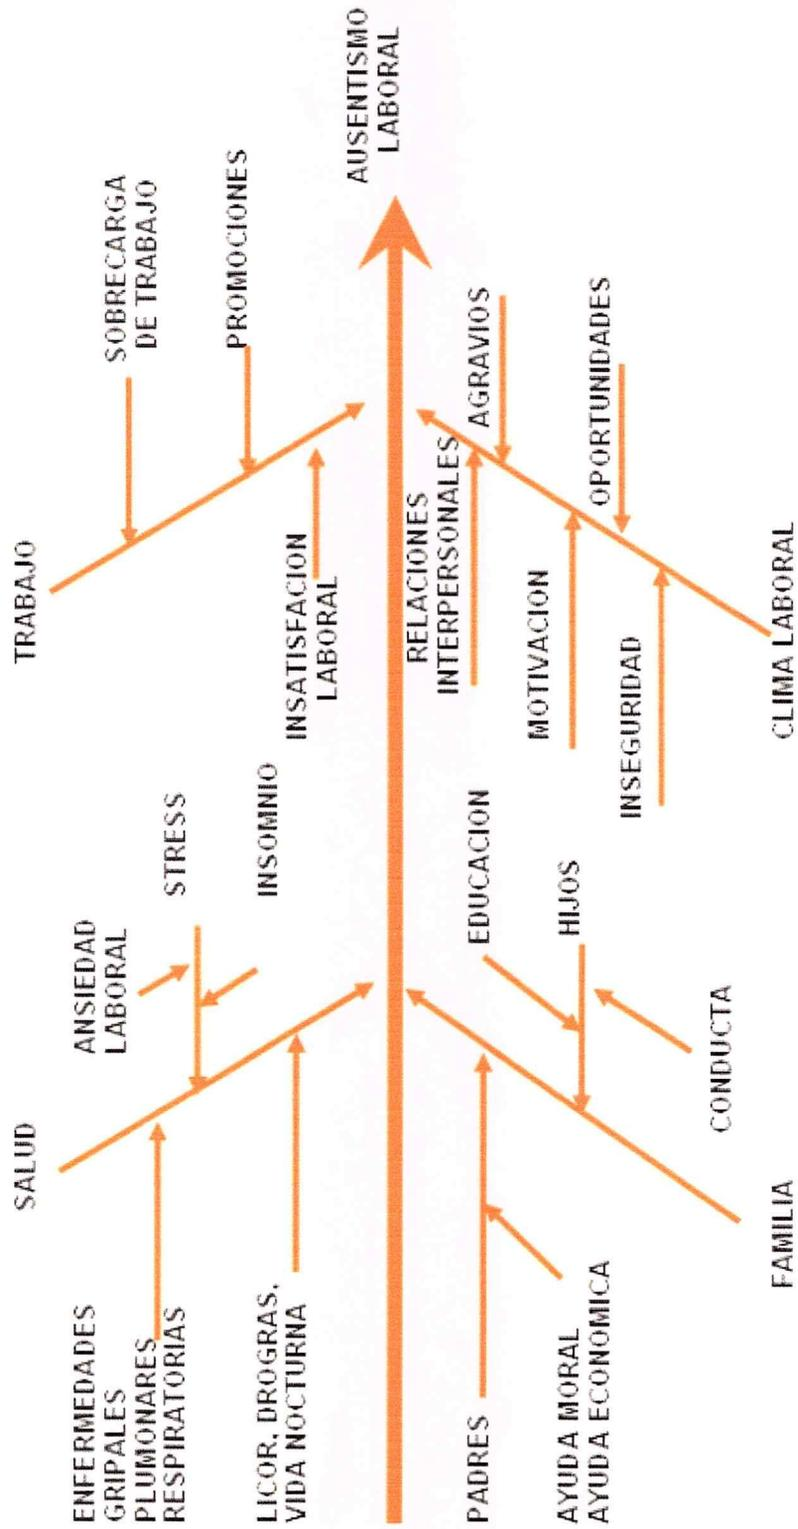 SALUD
TRABAJO
ENFERMEDADES
GRIPALES
PLUMONARES
RESPIRATORIAS
ANSIEDAD
LABORAL
STRESS
SOBRECARGA
DE TRABAJO
INSOMNIO
PROMOCIONES
LICOR, DROGRAS,
VIDA NOCTURNA
INSATISFACION
LABORAL
AUSENTISMO
LABORAL
PADRES
EDUCACION
RELACIONES
INTERPERSONALES
AGRAVIOS
AYUDA MORAL
AYUDA ECONOMICA
HIJOS
MOTIVACION
OPORTUNIDADES
CONDUCTA
INSEGURIDAD
FAMILIA
CLIMA LABORAL